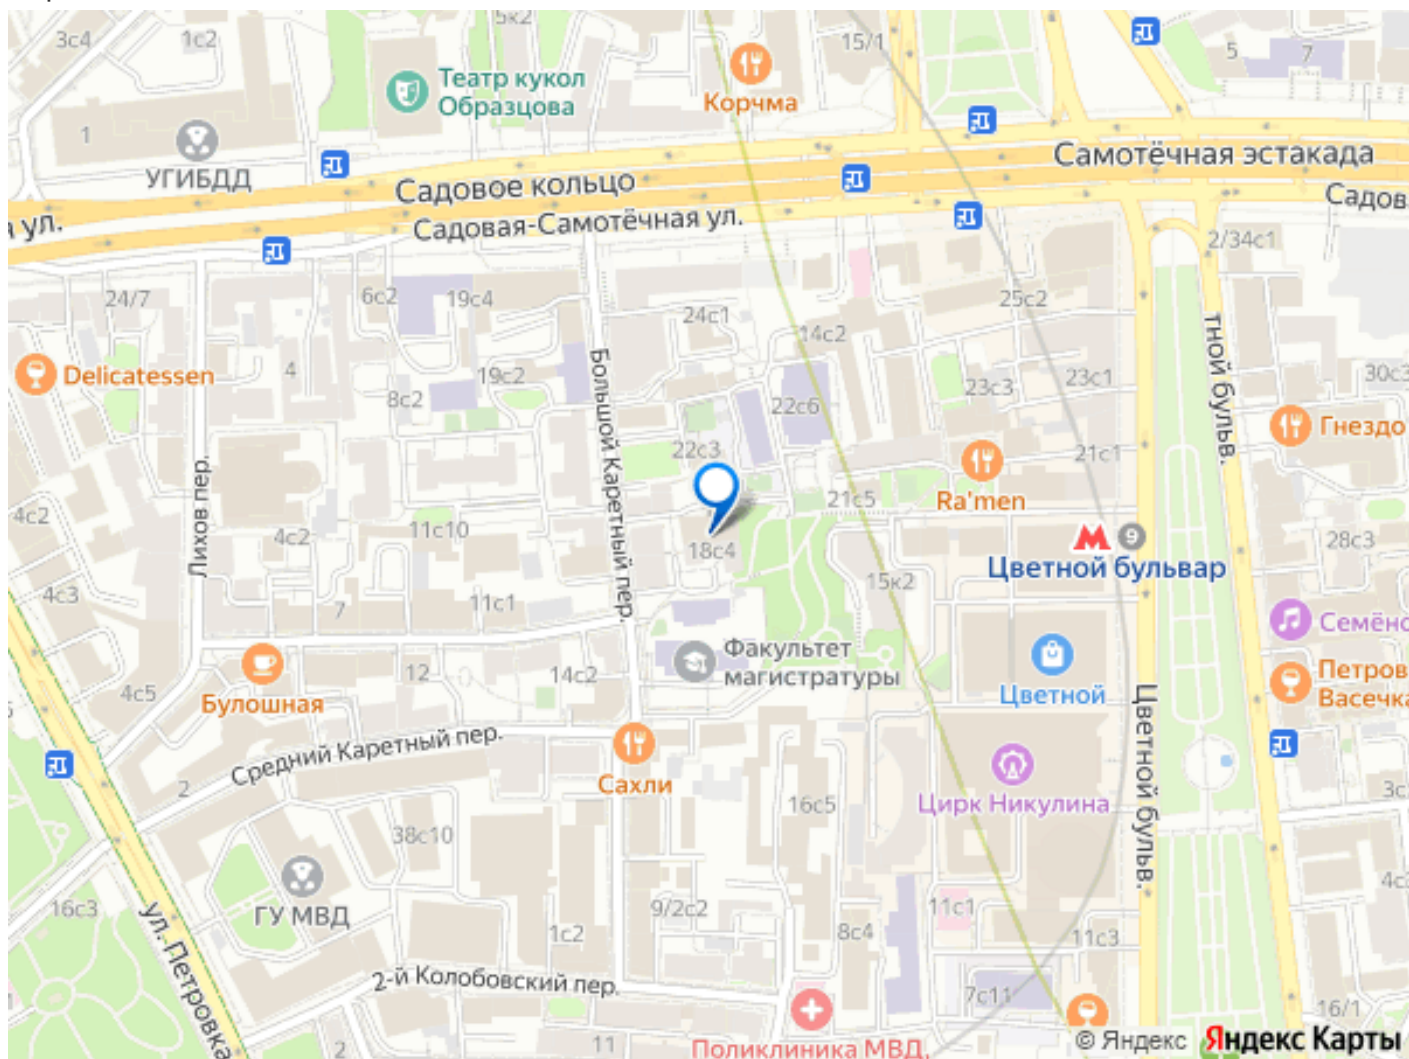 5к2
3с4
1с2
15/1
5
7
Театр кукол
Образцова
Корчма
1
УГИБДД
Самотёчная эстакада
Садовое кольцо
Садов
я ул.
Садовая-Самотёчная ул.
2/34с1
24/7
6с2
19с4
25с2
24с1
14с2
тной бульв.
Delicatessen
4
19с2
8с2
Большой Каретный пер.
23с3
23с1
30с3
22с6
Гнездо
22с3
21с1
Лихов пер.
Ra'men
21с5
4с2
11с10
4с2
18с4
9
28с3
Цветной бульвар
15к2
4с3
7
11с1
Семёно
Факультет
магистратуры
12
14с2
4с5
Булошная
Цветной
Петров
Васечка
Цветной бульв.
Средний Каретный пер.
2
Сахли
16с5
Цирк Никулина
3с
38с10
4с
16с3
ГУ МВД
9/2с2
11с1
1с2
8с4
11с3
ул. Петровка
2-й Колобовский пер.
7с11
16/1
2
11
Поликлиника МВД,
© Яндекс Яндекс Карты